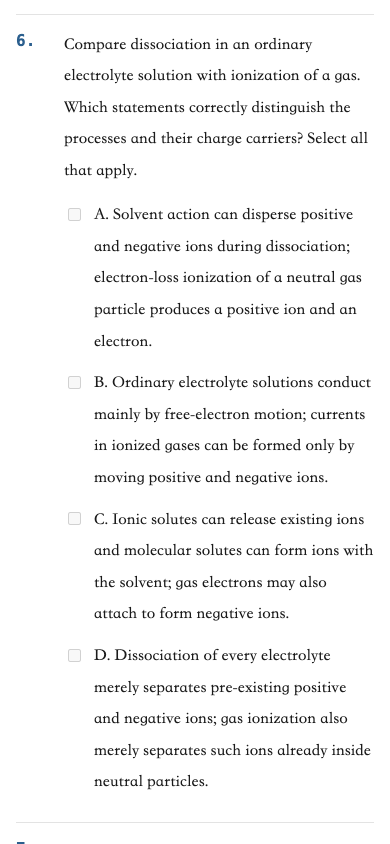 6. Compare dissociation in an ordinary
electrolyte solution with ionization of a gas.
Which statements correctly distinguish the
processes and their charge carriers? Select all
that apply.
A. Solvent action can disperse positive
and negative ions during dissociation;
electron-loss ionization of a neutral gas
particle produces a positive ion and an
electron.
B. Ordinary electrolyte solutions conduct
mainly by free-electron motion; currents
in ionized gases can be formed only by
moving positive and negative ions.
C. Ionic solutes can release existing ions
and molecular solutes can form ions with
the solvent; gas electrons may also
attach to form negative ions.
D. Dissociation of every electrolyte
merely separates pre-existing positive
and negative ions; gas ionization also
merely separates such ions already inside
neutral particles.